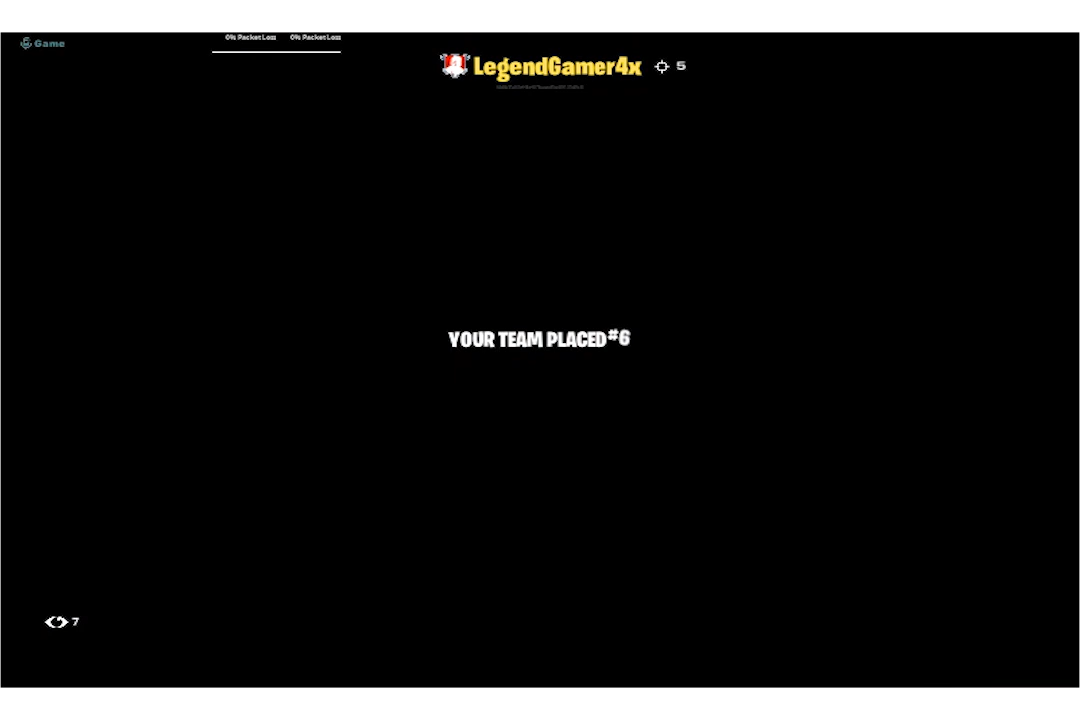 Game
0% Packet Loss 0% Packet Loss
LegendGamer4x 5
YOUR TEAM PLACED #6
7